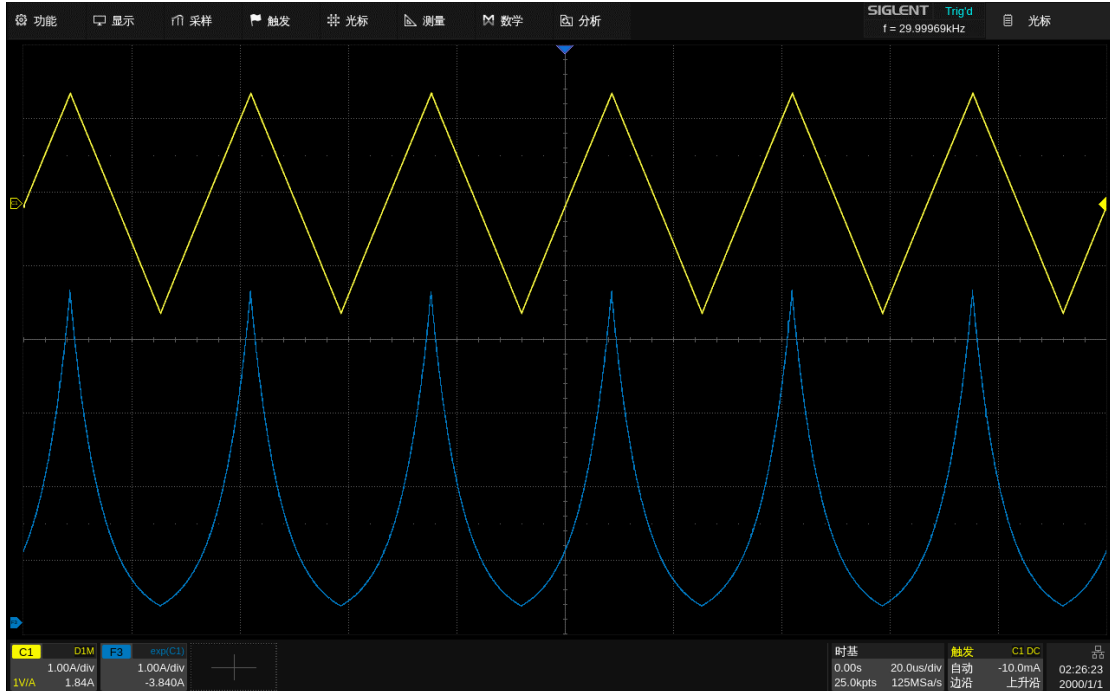 功能 显示 采样 触发 光标 测量 数学 分析 SIGLENT Trig'd 光标
f = 29.99969kHz
C1 D1M F3 exp(C1) 时基 触发 C1 DC
1.00A/div 1.00A/div 0.00s 20.0us/div 自动 -10.0mA 02:26:23
1V/A 1.84A -3.840A 25.0kpts 125MSa/s 边沿 上升沿 2000/1/1